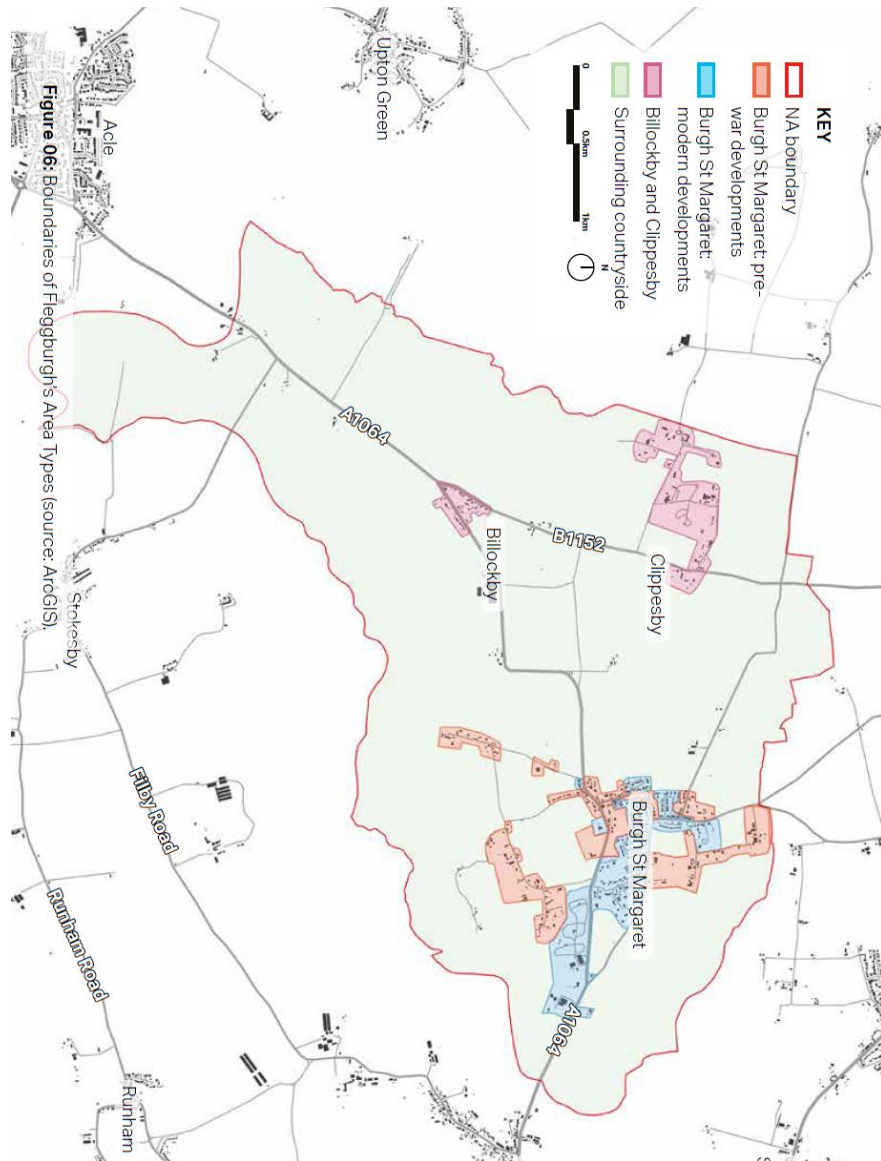 KEY
NA boundary
Burgh St Margaret: pre-
war developments
Burgh St Margaret:
modern developments
Billockby and Clippesby
Surrounding countryside
0
0.5km
1km
N
Upton Green
Acle
A1064
B1152
Clippesby
Billockby
Burgh St Margaret
A1064
Stokesby
Filby Road
Runham Road
Runham
Figure 06: Boundaries of Fleggburgh's Area Types (source: ArcGIS).